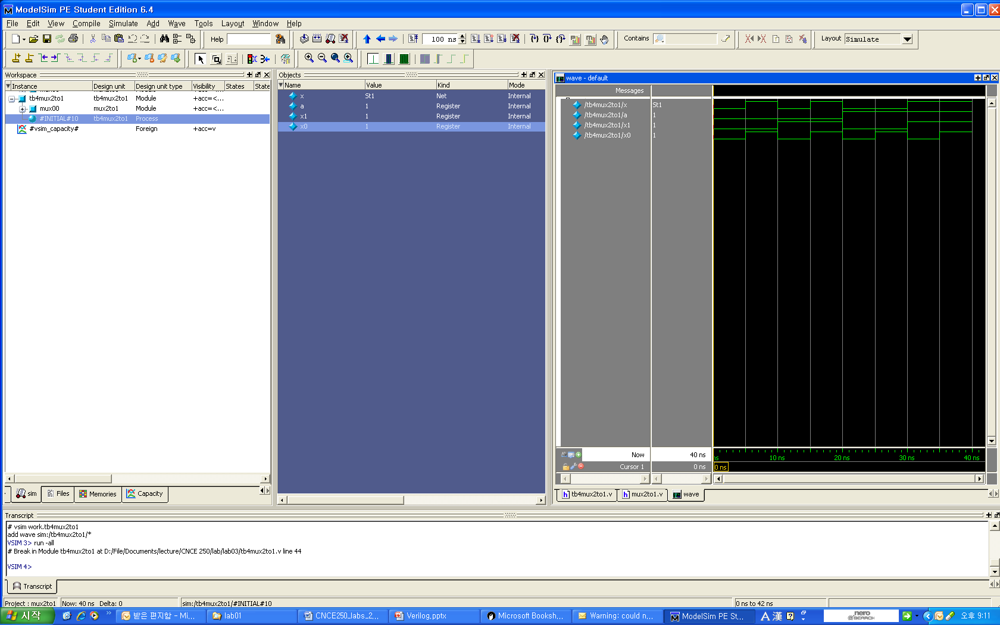 ModelSim PE Student Edition 6.4
File Edit View Compile Simulate Add Wave Tools Layout Window Help
Help 100 ns Contains Layout Simulate
Workspace
Instance Design unit Design unit type Visibility States State
tb4mux2to1 tb4mux2to1 Module +acc=<...
mux00 mux2to1 Module +acc=<...
#INITIAL#10 tb4mux2to1 Process
#vsim_capacity# Foreign +acc=v
sim Files Memories Capacity
Objects
Name Value Kind Mode
x St1 Net Internal
a 1 Register Internal
x1 1 Register Internal
x0 1 Register Internal
wave - default
Messages
/tb4mux2to1/x St1
/tb4mux2to1/a 1
/tb4mux2to1/x1 1
/tb4mux2to1/x0 1
Now 40 ns
ns 10 ns 20 ns 30 ns 40 ns
Cursor 1 0 ns
0 ns
tb4mux2to1.v mux2to1.v wave
Transcript
# vsim work.tb4mux2to1
add wave sim:/tb4mux2to1/*
VSIM 3> run -all
# Break in Module tb4mux2to1 at D:/File/Documents/lecture/CNCE 250/lab/lab03/tb4mux2to1.v line 44
VSIM 4>
Transcript
Project : mux2to1 Now: 40 ns Delta: 0 sim:/tb4mux2to1/#INITIAL#10 0 ns to 42 ns
시작 받은 편지함 - Mi... lab01 CNCE250_labs_2... Verilog.pptx Microsoft Booksh... Warning: could n... ModelSim PE St... A 漢 nero SEARCH 오후 9:11